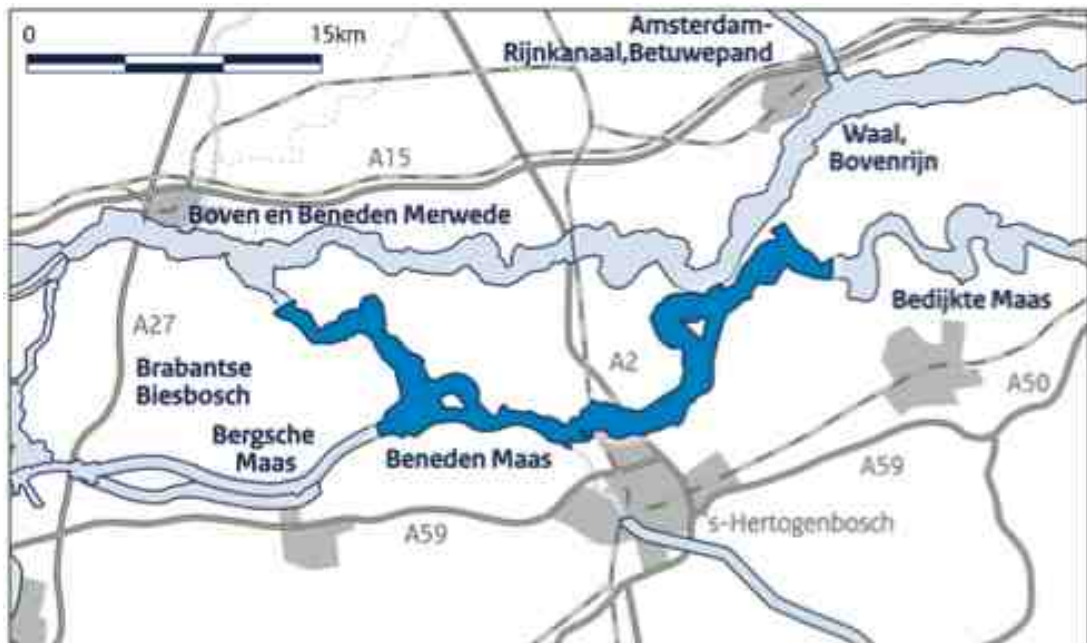 0
15km
Amsterdam-
Rijnkanaal,Betuwepand
Waal,
Bovenrijn
A15
Boven en Beneden Merwede
Bedijkte Maas
A27
A2
A50
Brabantse
Biesbosch
Bergsche
Maas
Beneden Maas
A59
A59
s-Hertogenbosch